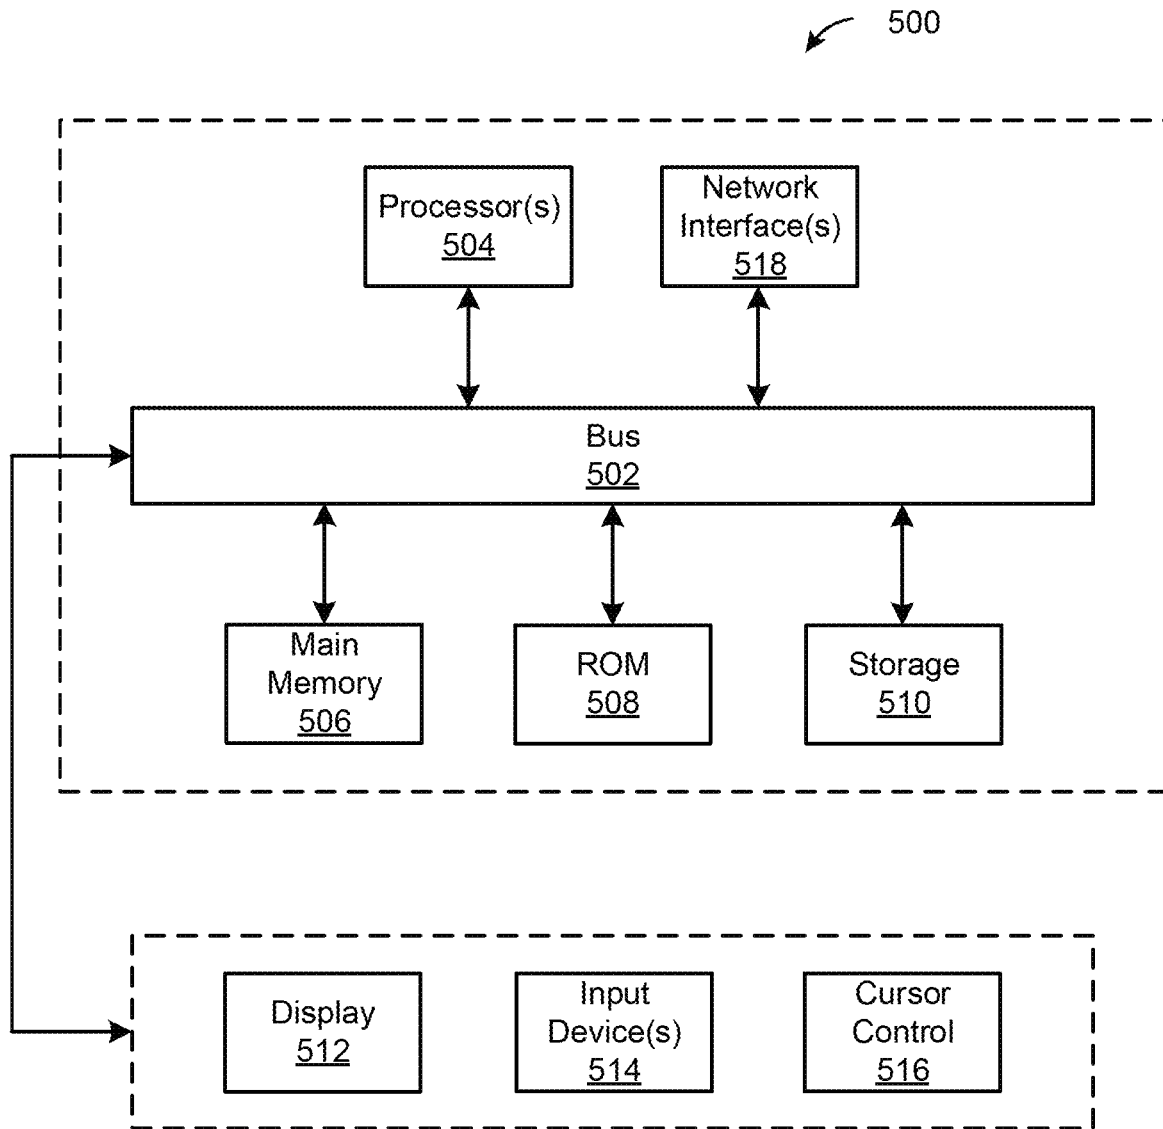 500
Processor(s)
504
Network
Interface(s)
518
Bus
502
Main
Memory
506
ROM
508
Storage
510
Display
512
Input
Device(s)
514
Cursor
Control
516